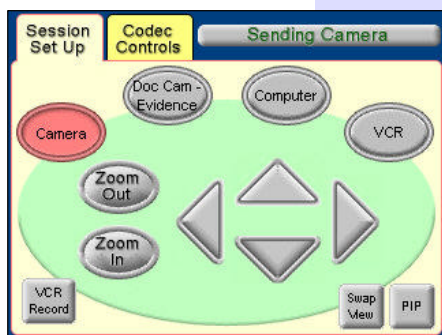 Session
Set Up
Codec
Controls
Sending Camera
Doc Cam -
Evidence
Computer
Camera
VCR
Zoom
Out
Zoom
In
VCR
Record
Swap
View
PIP